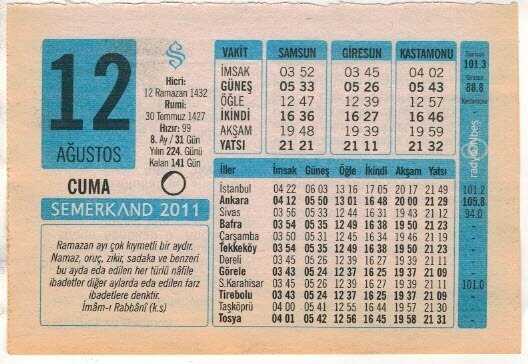 12
AĞUSTOS
CUMA
Hicri:
12 Ramazan 1432
Rumi:
30 Temmuz 1427
Hızır: 99
8. Ay / 31 Gün
Yılın 224. Günü
Kalan 141 Gün
SEMERKAND 2011
Ramazan ayı çok kıymetli bir aydır.
Namaz, oruç, zikir, sadaka ve benzeri
bu ayda eda edilen her türlü nâfile
ibadetler diğer aylarda eda edilen farz
ibadetlere denktir.
İmâm-ı Rabbânî (k.s)
VAKİT SAMSUN GİRESUN KASTAMONU
İMSAK 03 52 03 45 04 02
GÜNEŞ 05 33 05 26 05 43
ÖĞLE 12 47 12 39 12 57
İKİNDİ 16 36 16 27 16 46
AKŞAM 19 48 19 39 19 59
YATSI 21 21 21 11 21 32
İller İmsak Güneş Öğle İkindi Akşam Yatsı
İstanbul 04 22 06 03 13 16 17 05 20 17 21 49
Ankara 04 12 05 50 13 01 16 48 20 00 21 29
Sivas 03 56 05 33 12 44 16 31 19 43 21 12
Bafra 03 54 05 35 12 49 16 38 19 50 21 23
Çarşamba 03 50 05 31 12 45 16 34 19 46 21 19
Tekkeköy 03 54 05 35 12 49 16 38 19 50 21 23
Dereli 03 45 05 26 12 39 16 27 19 39 21 11
Görele 03 43 05 24 12 37 16 25 19 37 21 09
Ş.Karahisar 03 45 05 24 12 36 16 24 19 36 21 06
Tirebolu 03 43 05 24 12 37 16 25 19 37 21 09
Taşköprü 04 00 05 41 12 55 16 44 19 57 21 30
Tosya 04 01 05 42 12 54 16 43 19 58 21 31
101.3
88.8
Kastamonu
radyo
101.2
105.8
94.0
101.0